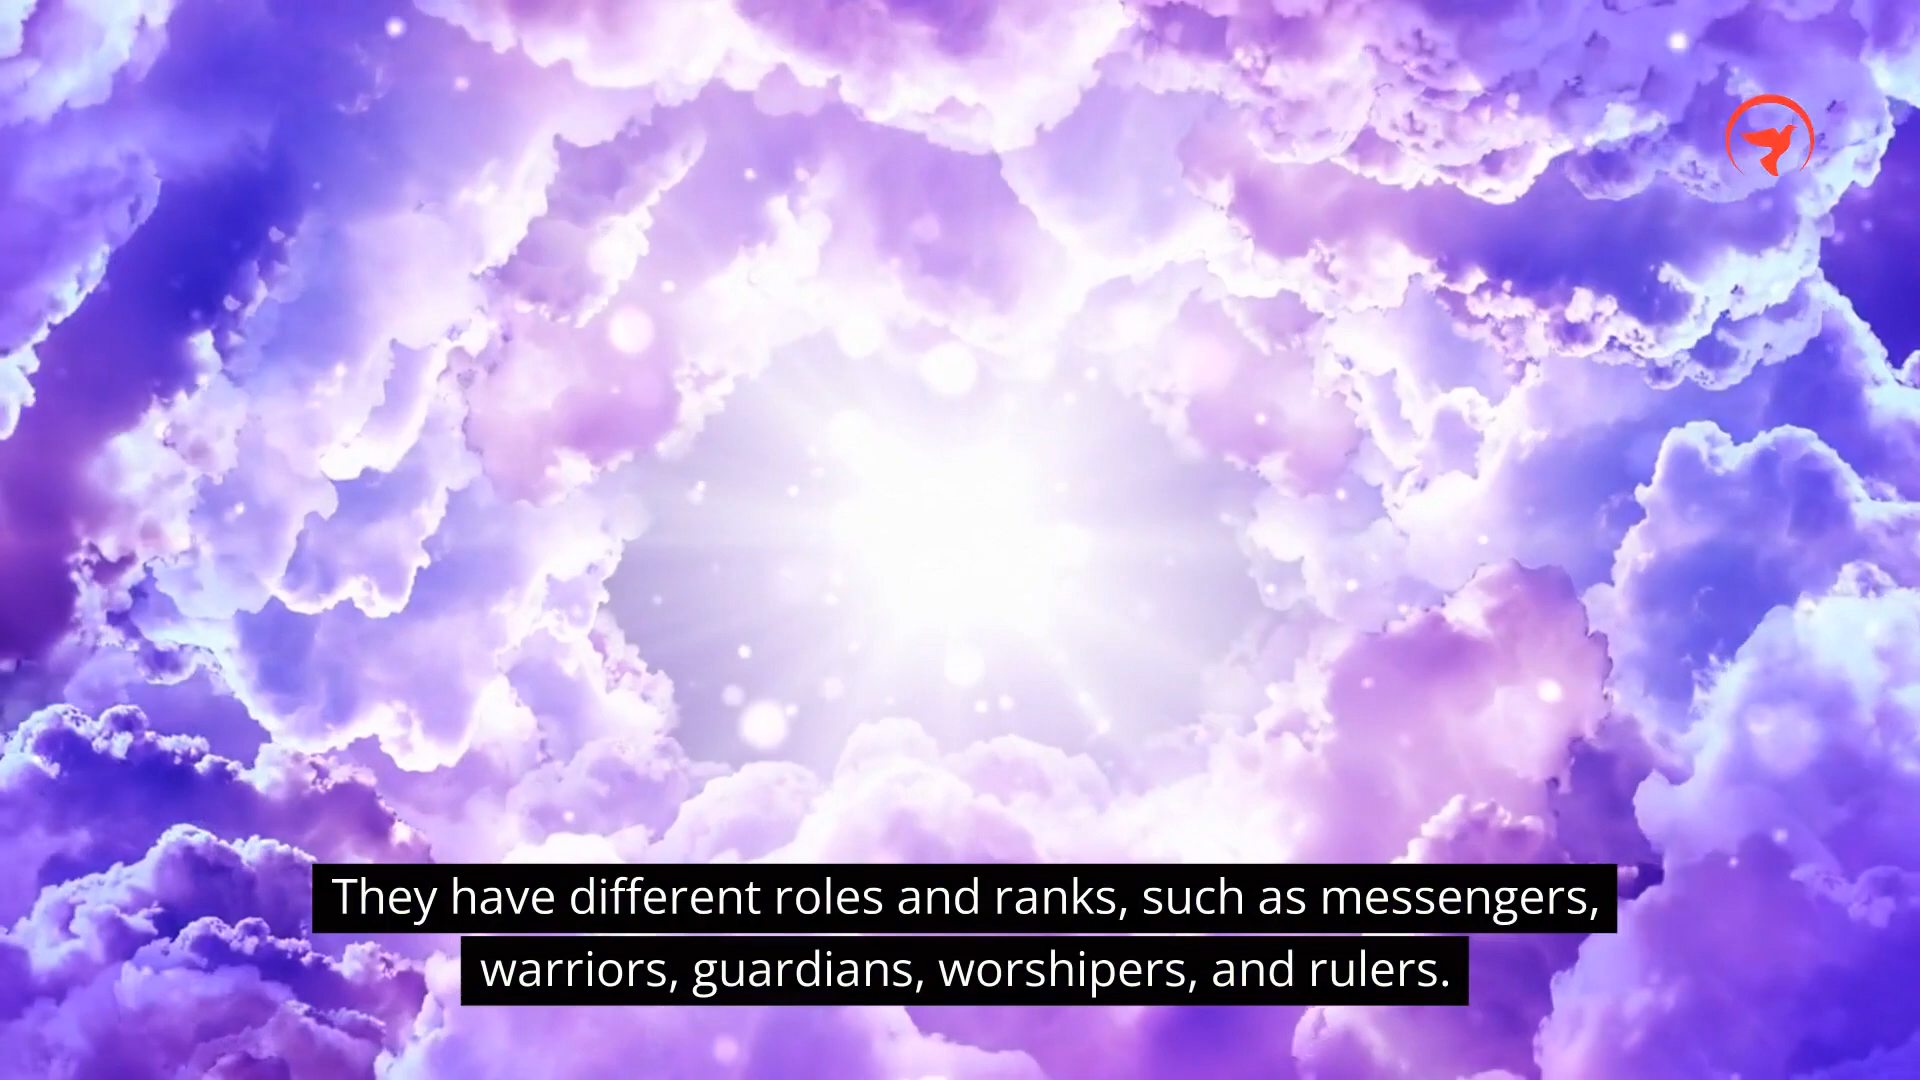 They have different roles and ranks, such as messengers,
warriors, guardians, worshipers, and rulers.